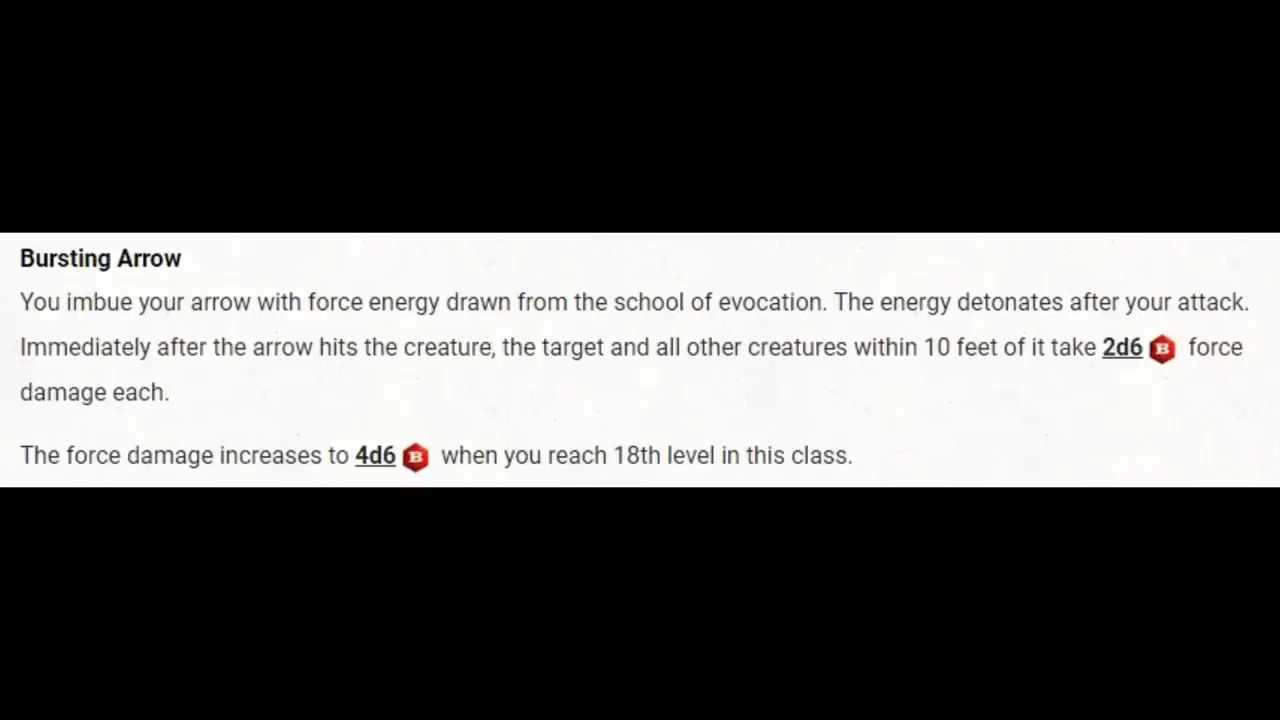 Bursting Arrow
You imbue your arrow with force energy drawn from the school of evocation. The energy detonates after your attack.
Immediately after the arrow hits the creature, the target and all other creatures within 10 feet of it take 2d6 B force
damage each.
The force damage increases to 4d6 B when you reach 18th level in this class.